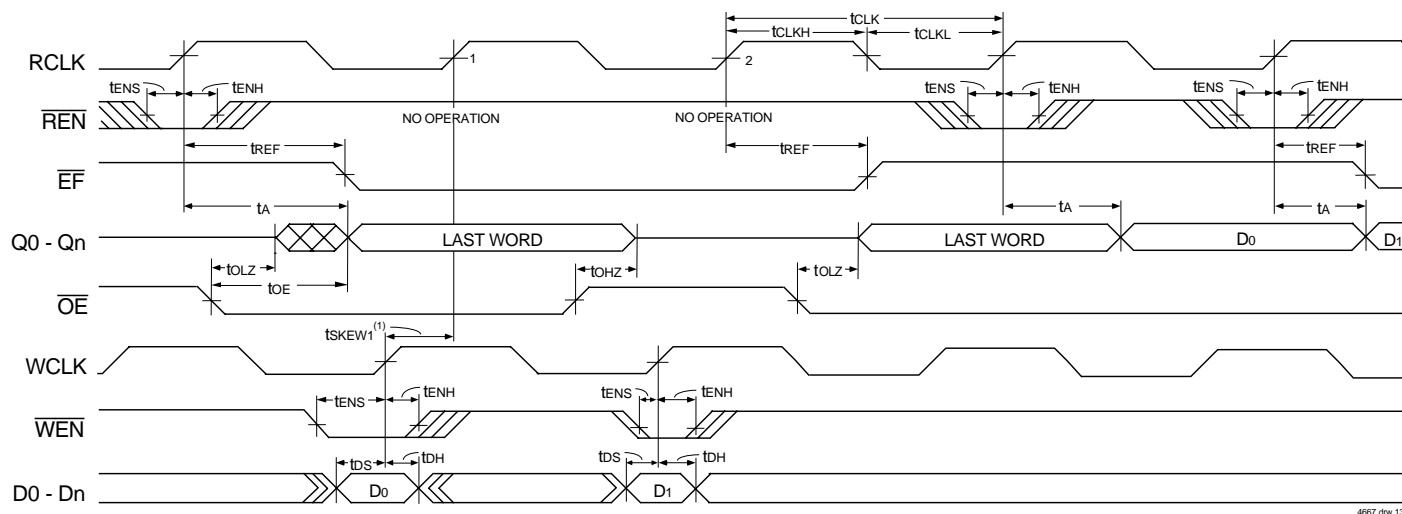 tCLK
tCLKH tCLKL
RCLK 1 2
tENS tENH tENS tENH tENS tENH
REN NO OPERATION NO OPERATION
tREF tREF tREF
EF
tA tA tA
Q0 - Qn LAST WORD LAST WORD D0 D1
tOLZ tOHZ tOLZ
tOE
OE
tSKEW1(1)
WCLK
tENS tENH tENS tENH
WEN
tDS tDH tDS tDH
D0 - Dn D0 D1
4667 drw 13